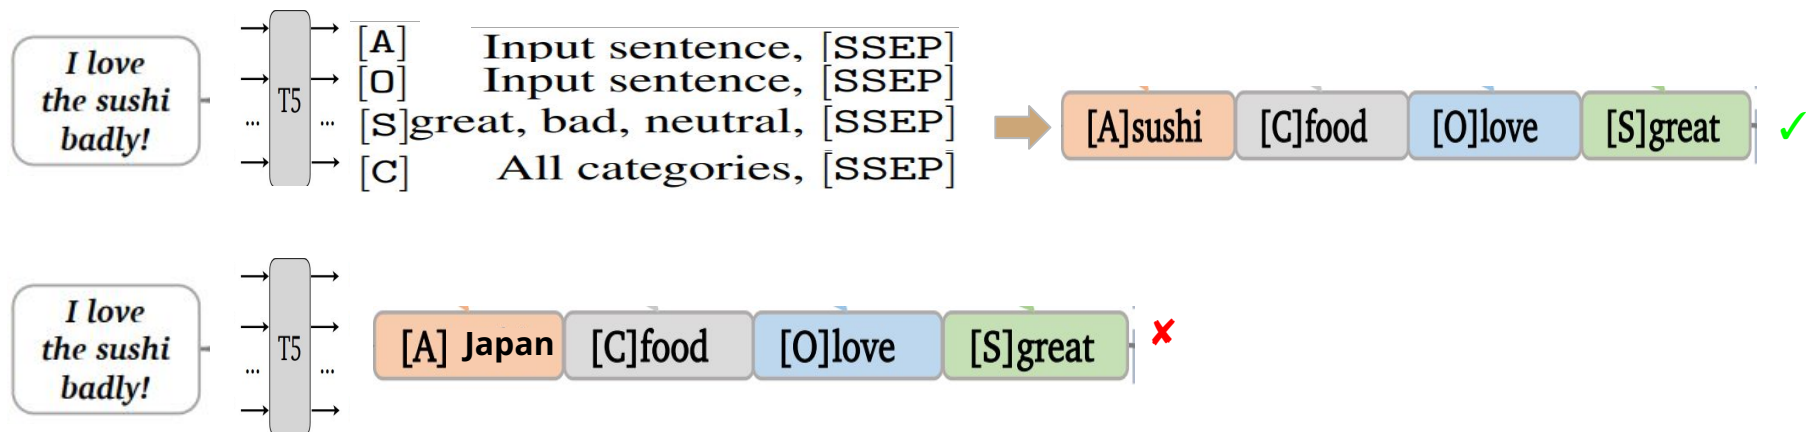 I love
the sushi
badly!
...
T5
...
[A] Input sentence, [SSEP]
[O] Input sentence, [SSEP]
[S]great, bad, neutral, [SSEP]
[C] All categories, [SSEP]
[A]sushi [C]food [O]love [S]great ✓
I love
the sushi
badly!
...
T5
...
[A] Japan [C]food [O]love [S]great ✘